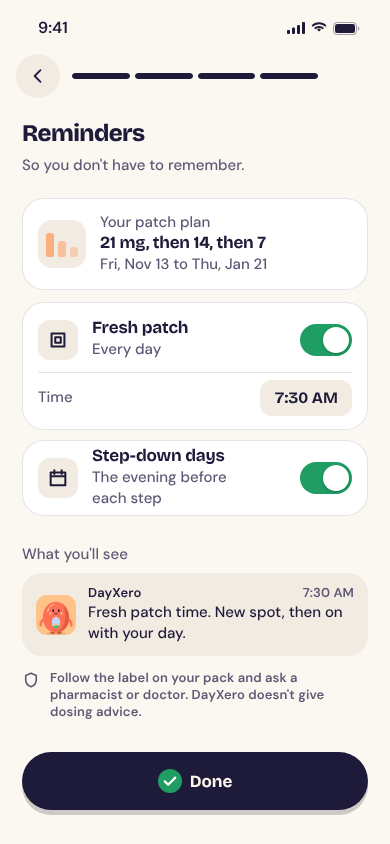 9:41
Reminders
So you don't have to remember.
Your patch plan
21 mg, then 14, then 7
Fri, Nov 13 to Thu, Jan 21
Fresh patch
Every day
Time
7:30 AM
Step-down days
The evening before
each step
What you'll see
DayXero
7:30 AM
Fresh patch time. New spot, then on
with your day.
Follow the label on your pack and ask a
pharmacist or doctor. DayXero doesn't give
dosing advice.
Done